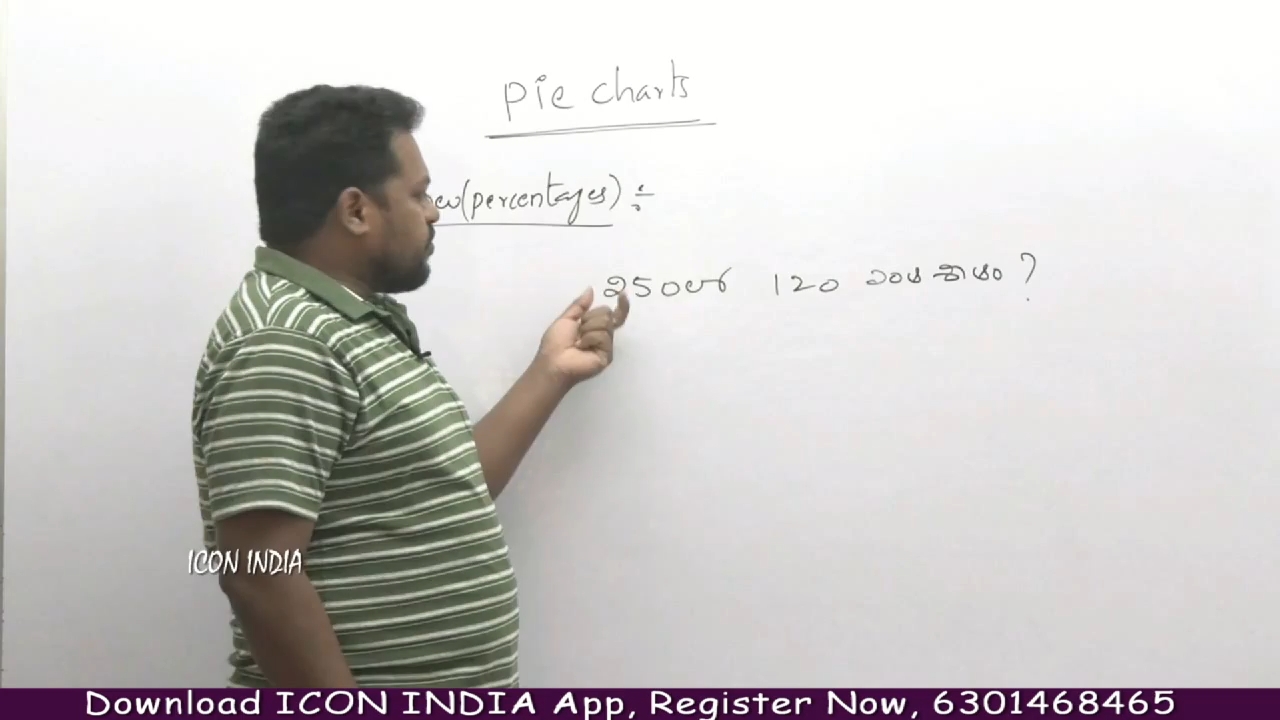 Pie charts
(percentages) ÷
250లో 120 ఎంత శాతం ?
ICON INDIA
Download ICON INDIA App, Register Now, 6301468465